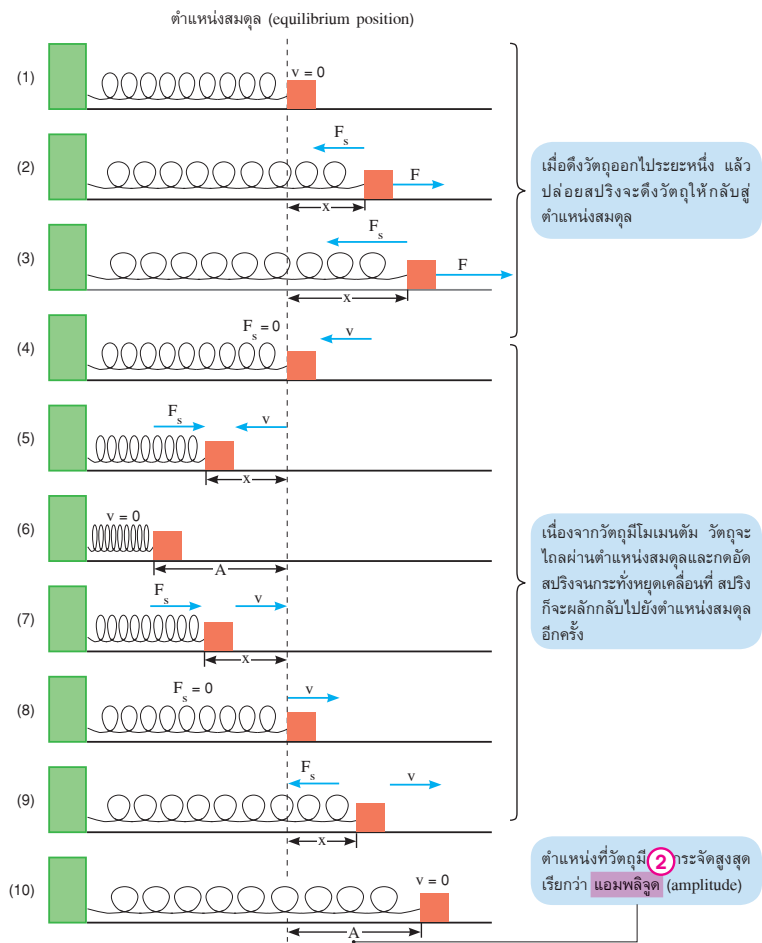 ตำแหน่งสมดุล (equilibrium position)
(1)
v = 0
(2)
Fs
F
x
(3)
Fs
F
x
เมื่อดึงวัตถุออกไประยะหนึ่ง แล้ว
ปล่อยสปริงจะดึงวัตถุให้กลับสู่
ตำแหน่งสมดุล
(4)
Fs = 0
v
(5)
Fs
v
x
(6)
v = 0
A
(7)
Fs
v
x
เนื่องจากวัตถุมีโมเมนตัม วัตถุจะ
ไถลผ่านตำแหน่งสมดุลและกดอัด
สปริงจนกระทั่งหยุดเคลื่อนที่ สปริง
ก็จะผลักกลับไปยังตำแหน่งสมดุล
อีกครั้ง
(8)
Fs = 0
v
(9)
Fs
v
x
(10)
v = 0
A
ตำแหน่งที่วัตถุมี 2 กระจัดสูงสุด
เรียกว่า แอมพลิจูด (amplitude)